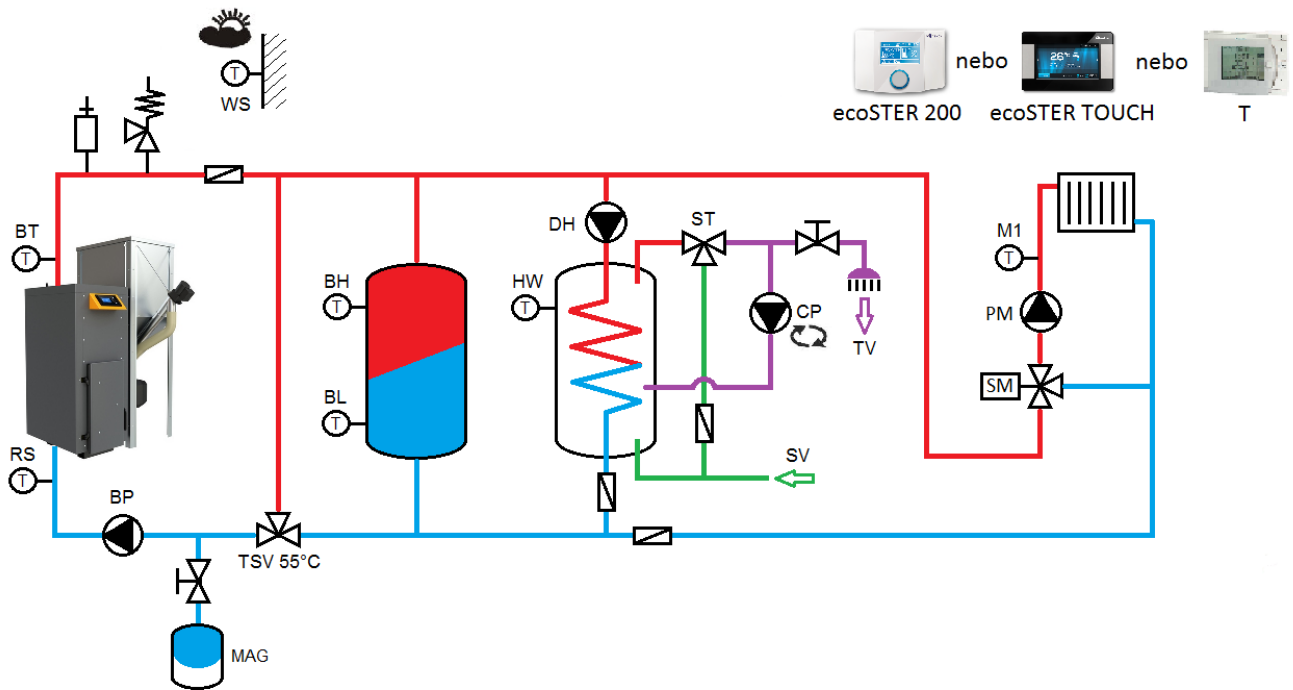 T
WS
nebo
nebo
ecoSTER 200
ecoSTER TOUCH
T
BT
T
DH
ST
M1
T
BH
T
HW
T
CP
PM
TV
BL
T
SM
RS
T
SV
BP
TSV 55°C
MAG